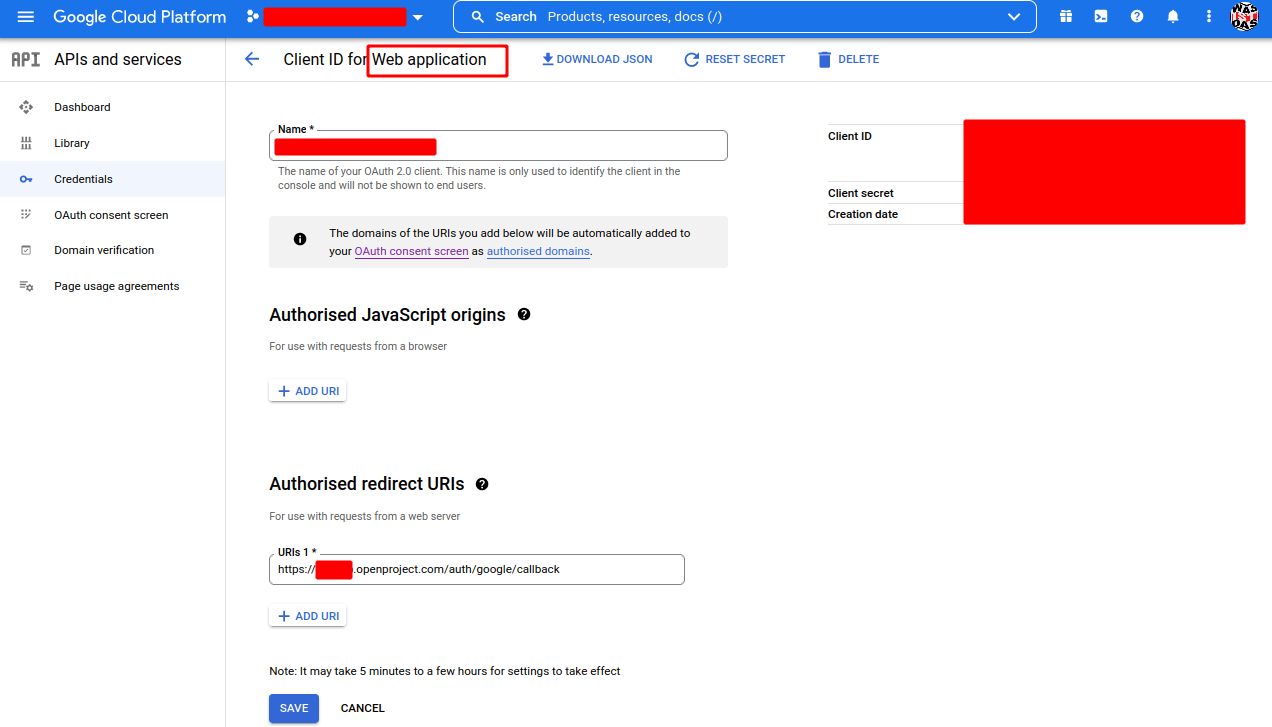 Google Cloud Platform
Search Products, resources, docs (/)
WAS
IST
DAS
API APIs and services
Client ID for Web application
DOWNLOAD JSON
RESET SECRET
DELETE
Dashboard
Library
Credentials
OAuth consent screen
Domain verification
Page usage agreements
Name *
The name of your OAuth 2.0 client. This name is only used to identify the client in the
console and will not be shown to end users.
The domains of the URIs you add below will be automatically added to
your OAuth consent screen as authorised domains.
Client ID
Client secret
Creation date
Authorised JavaScript origins
For use with requests from a browser
ADD URI
Authorised redirect URIs
For use with requests from a web server
URIs 1 *
https:// .openproject.com/auth/google/callback
ADD URI
Note: It may take 5 minutes to a few hours for settings to take effect
SAVE
CANCEL